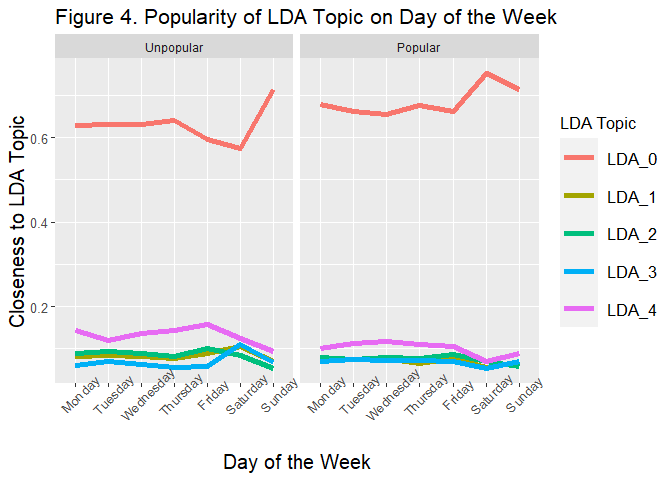 Figure 4. Popularity of LDA Topic on Day of the Week
Unpopular
Popular
Closeness to LDA Topic
0.6
0.4
0.2
Monday
Tuesday
Wednesday
Thursday
Friday
Saturday
Sunday
Monday
Tuesday
Wednesday
Thursday
Friday
Saturday
Sunday
Day of the Week
LDA Topic
LDA_0
LDA_1
LDA_2
LDA_3
LDA_4